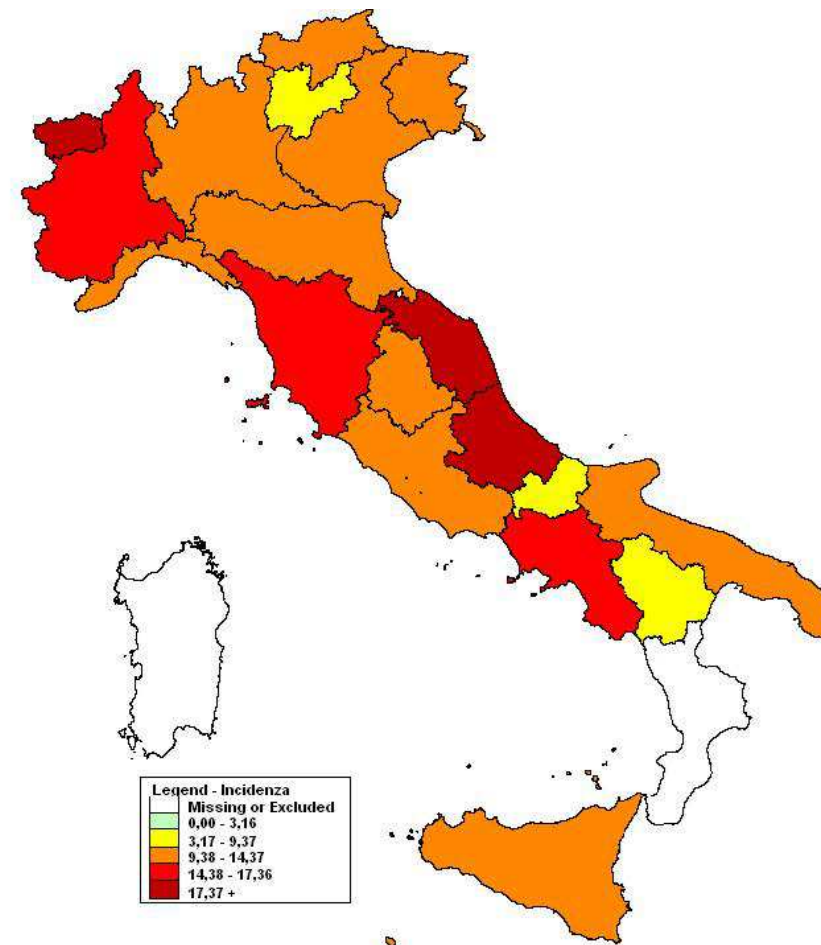 Legend - Incidenza
Missing or Excluded
0,00 - 3,16
3,17 - 9,37
9,38 - 14,37
14,38 - 17,36
17,37 +